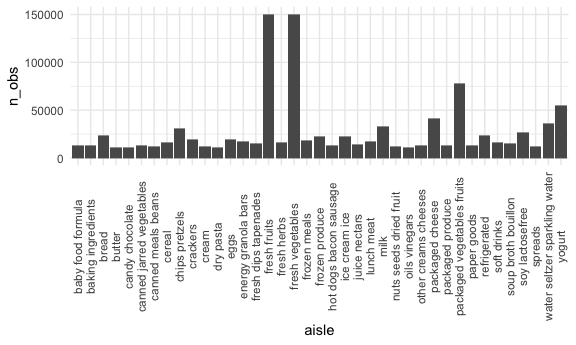 150000
100000
50000
0
n_obs
baby food formula
baking ingredients
bread
butter
candy chocolate
canned jarred vegetables
canned meals beans
cereal
chips pretzels
crackers
cream
dry pasta
eggs
energy granola bars
fresh dips tapenades
fresh fruits
fresh herbs
fresh vegetables
frozen meals
frozen produce
hot dogs bacon sausage
ice cream ice
juice nectars
lunch meat
milk
nuts seeds dried fruit
oils vinegars
other creams cheeses
packaged cheese
packaged produce
packaged vegetables fruits
paper goods
refrigerated
soft drinks
soup broth bouillon
soy lactosefree
spreads
water seltzer sparkling water
yogurt
aisle